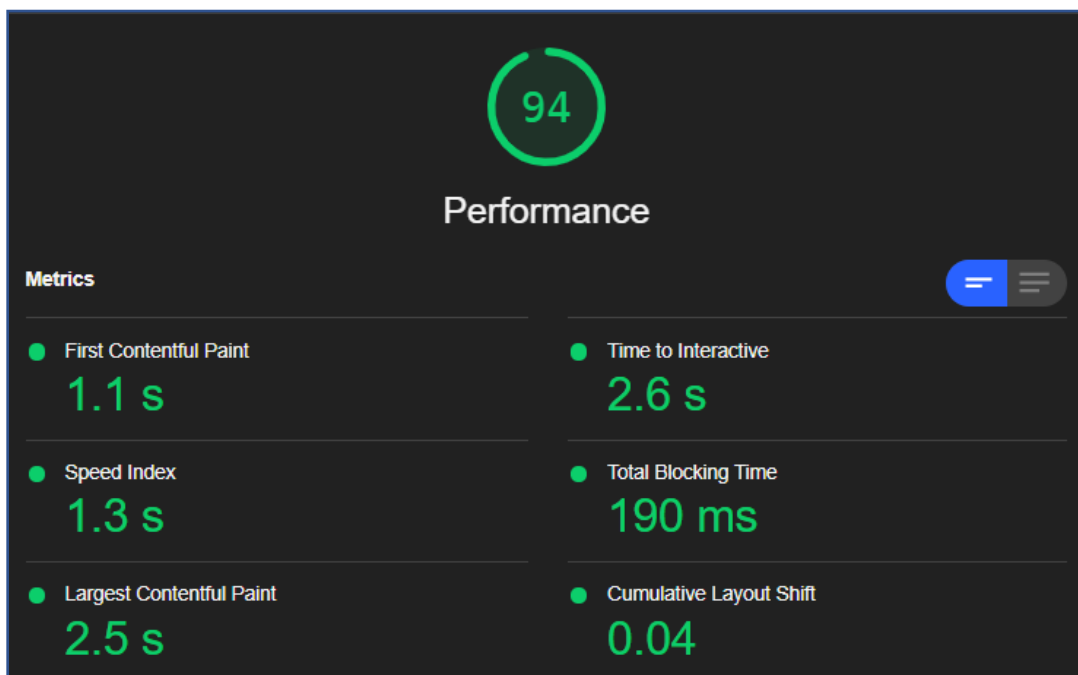 94
Performance
Metrics
First Contentful Paint
1.1 s
Time to Interactive
2.6 s
Speed Index
1.3 s
Total Blocking Time
190 ms
Largest Contentful Paint
2.5 s
Cumulative Layout Shift
0.04